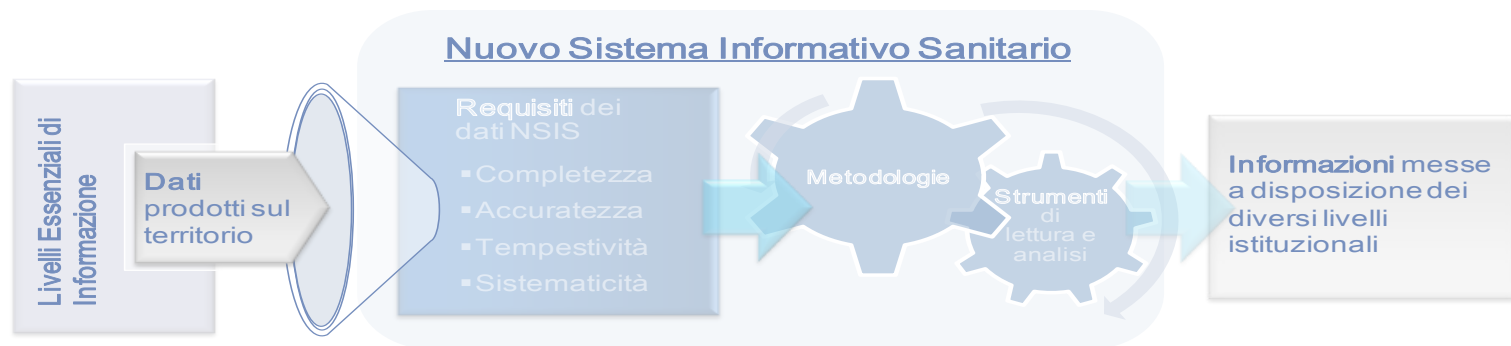 Nuovo Sistema Informativo Sanitario
Livelli Essenziali di
Informazione
Dati
prodotti sul
territorio
Requisiti dei
dati NSIS
▪Completezza
▪Accuratezza
▪Tempestività
▪Sistematicità
Metodologie
Strumenti
di
lettura e
analisi
Informazioni messe
a disposizione dei
diversi livelli
istituzionali